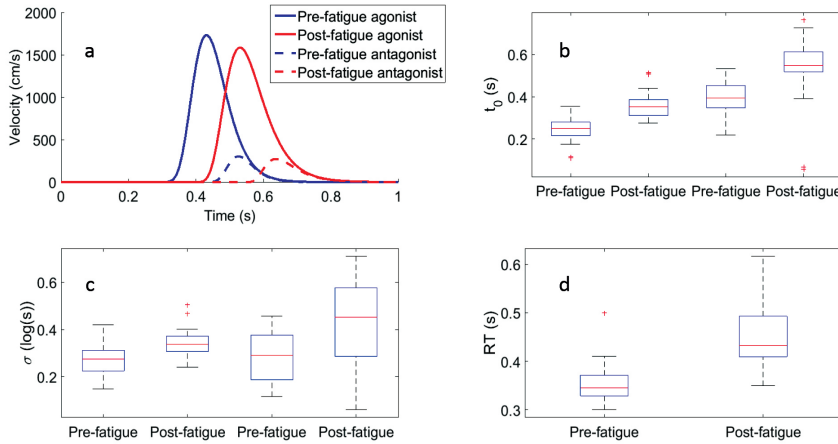 a
Pre-fatigue agonist
Post-fatigue agonist
Pre-fatigue antagonist
Post-fatigue antagonist
2000
1500
1000
500
0
Velocity (cm/s)
0 0.2 0.4 0.6 0.8 1
Time (s)
b
0.6
0.4
0.2
t0 (s)
Pre-fatigue Post-fatigue Pre-fatigue Post-fatigue
c
0.6
0.4
0.2
σ (log(s))
Pre-fatigue Post-fatigue Pre-fatigue Post-fatigue
d
0.6
0.5
0.4
0.3
RT (s)
Pre-fatigue Post-fatigue